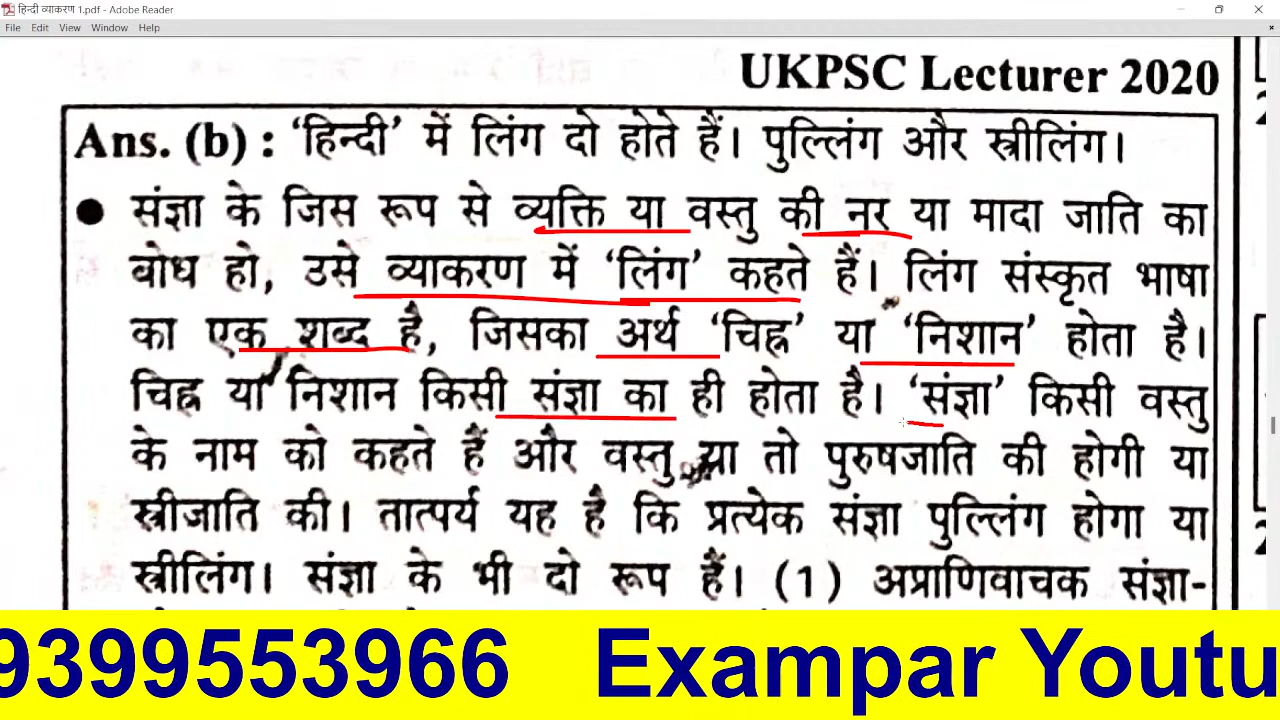 हिन्दी व्याकरण 1.pdf - Adobe Reader
File Edit View Window Help
UKPSC Lecturer 2020
Ans. (b) : ‘हिन्दी’ में लिंग दो होते हैं। पुल्लिंग और स्त्रीलिंग।
● संज्ञा के जिस रूप से व्यक्ति या वस्तु की नर या मादा जाति का
बोध हो, उसे व्याकरण में ‘लिंग’ कहते हैं। लिंग संस्कृत भाषा
का एक शब्द है, जिसका अर्थ ‘चिह्न’ या ‘निशान’ होता है।
चिह्न या निशान किसी संज्ञा का ही होता है। ‘संज्ञा’ किसी वस्तु
के नाम को कहते हैं और वस्तु या तो पुरुषजाति की होगी या
स्त्रीजाति की। तात्पर्य यह है कि प्रत्येक संज्ञा पुल्लिंग होगा या
स्त्रीलिंग। संज्ञा के भी दो रूप हैं। (1) अप्राणिवाचक संज्ञा-
9399553966 Exampar Youtu